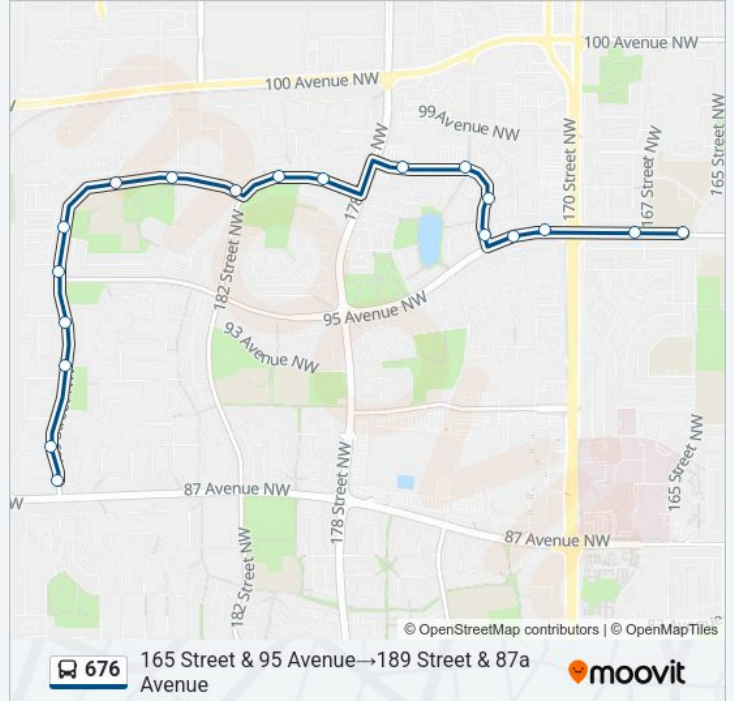 100 Avenue NW
100 Avenue NW
99 Avenue NW
178 NW
170 Street NW
167 Street NW
165 Street NW
182 Street NW
95 Avenue NW
93 Avenue NW
178 Street NW
87 Avenue NW
W
165 Street NW
87 Avenue NW
182 Street NW
© OpenStreetMap contributors | © OpenMapTiles
676
165 Street & 95 Avenue→189 Street & 87a
Avenue
moovit